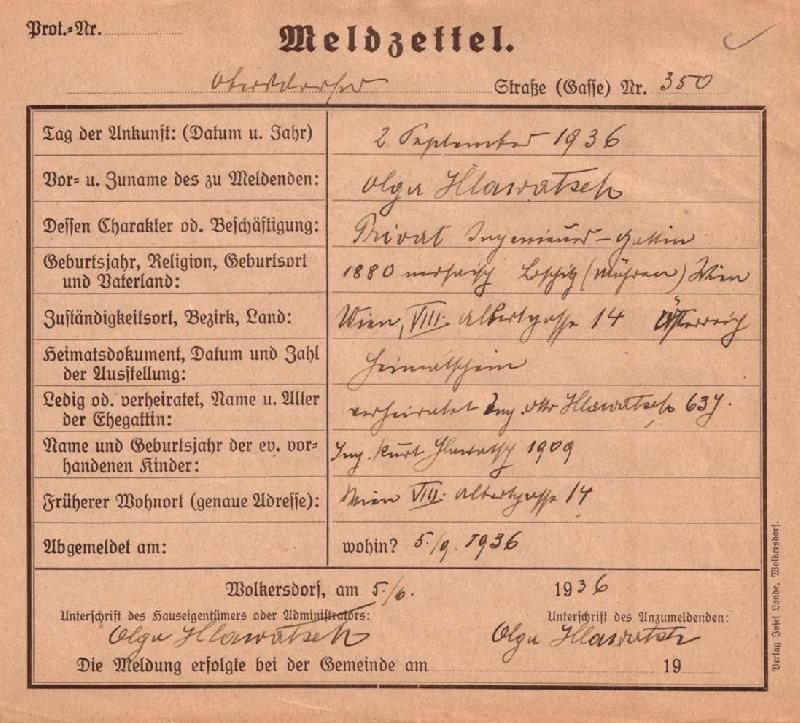 Prot.-Nr.
Meldzettel.
Straße (Gasse) Nr. 350
Tag der Ankunft: (Datum u. Jahr) 2 September 1936
Vor- u. Zuname des zu Meldenden: Olga Hlawatsch
Dessen Charakter od. Beschäftigung: Privat Ingenieurs-Gattin
Geburtsjahr, Religion, Geburtsort und Vaterland: 1880 Loschitz (Mähren) Wien
Zuständigkeitsort, Bezirk, Land: Wien, VIII. Albertgasse 14 Österreich
Heimatsdokument, Datum und Zahl der Ausstellung: Heimatschein
Ledig od. verheiratet, Name u. Alter der Ehegattin: verheiratet Ing. Otto Hlawatsch 63 J.
Name und Geburtsjahr der ev. vorhandenen Kinder: Ing. Kurt Hlawatsch 1909
Früherer Wohnort (genaue Adresse): Wien VIII. Albertgasse 14
Abgemeldet am: wohin? 5./9. 1936
Wolkersdorf, am 5./6. 1936
Unterschrift des Hauseigentümers oder Administrators: Unterschrift des Anzumeldenden:
Olga Hlawatsch Olga Hlawatsch
Die Meldung erfolgte bei der Gemeinde am 19
Verlag Josef Lande, Wolkersdorf.